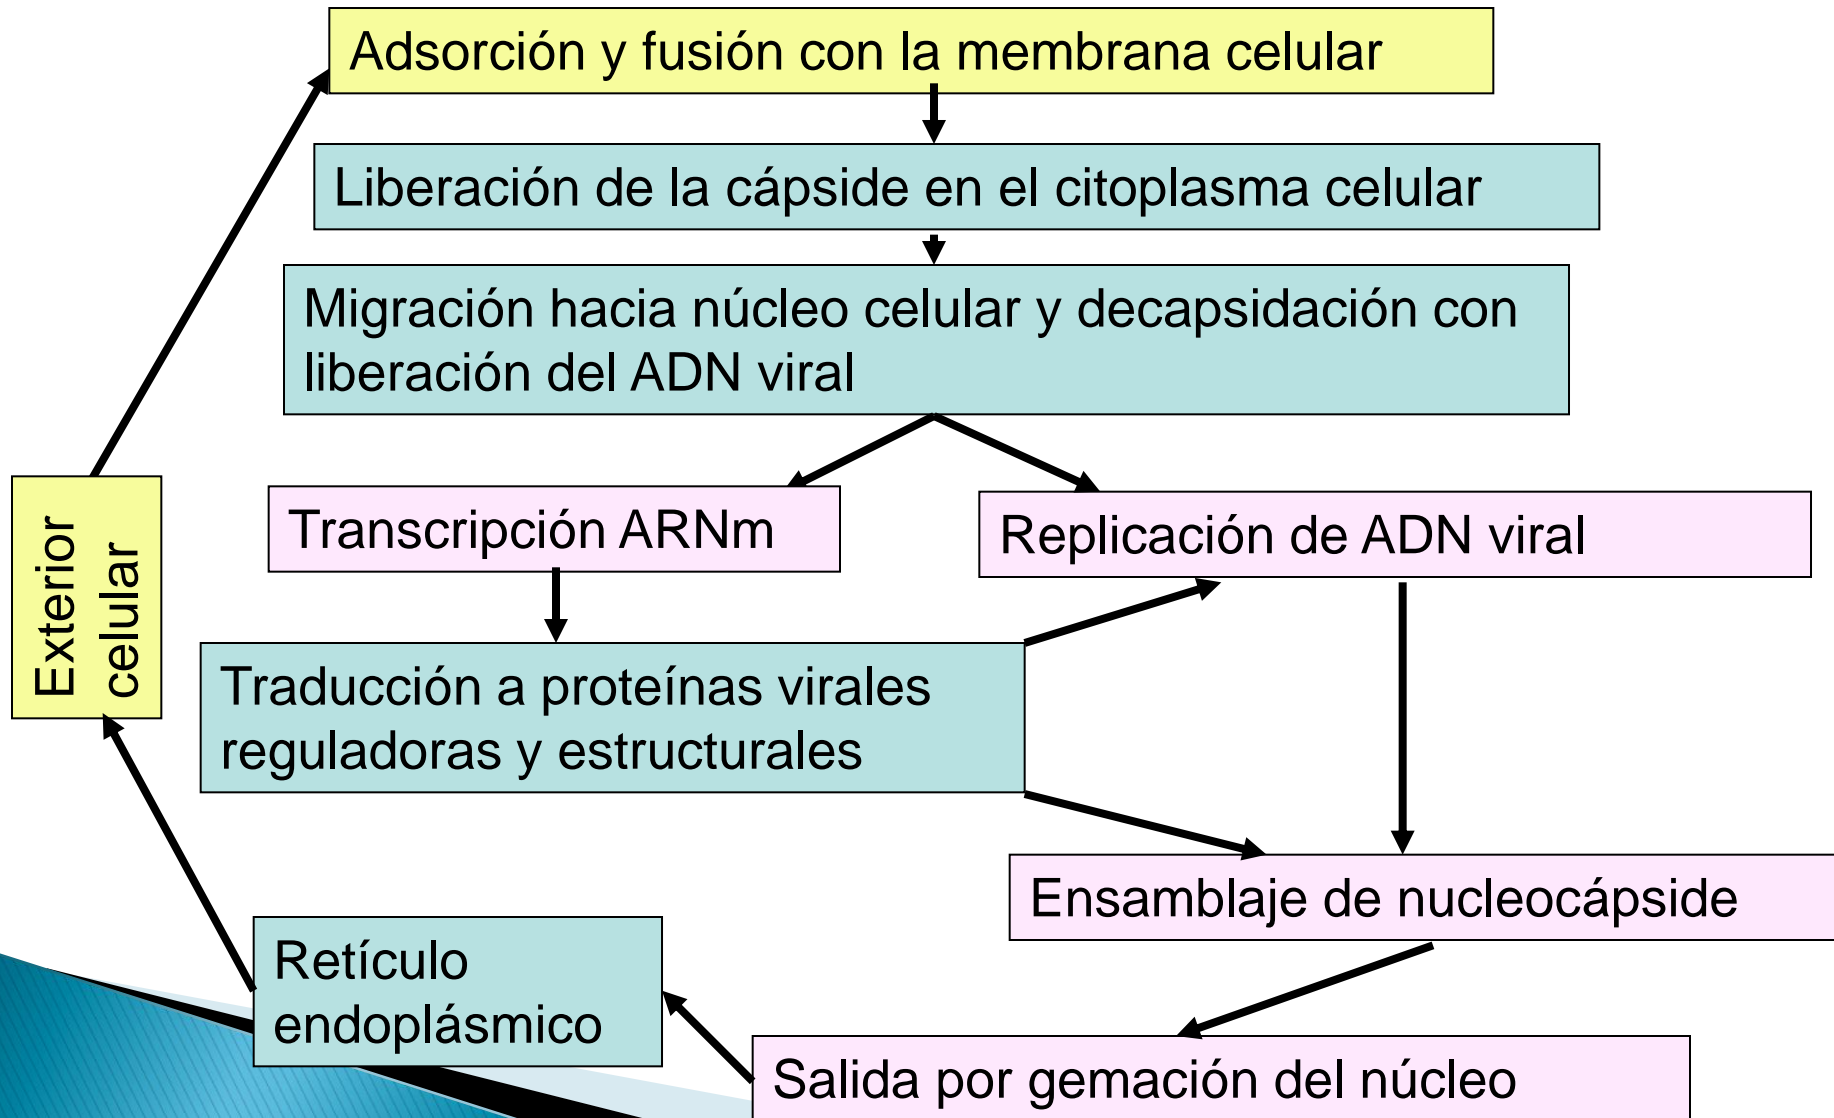 Adsorción y fusión con la membrana celular
Liberación de la cápside en el citoplasma celular
Migración hacia núcleo celular y decapsidación con
liberación del ADN viral
Transcripción ARNm
Replicación de ADN viral
Exterior
celular
Traducción a proteínas virales
reguladoras y estructurales
Ensamblaje de nucleocápside
Retículo
endoplásmico
Salida por gemación del núcleo